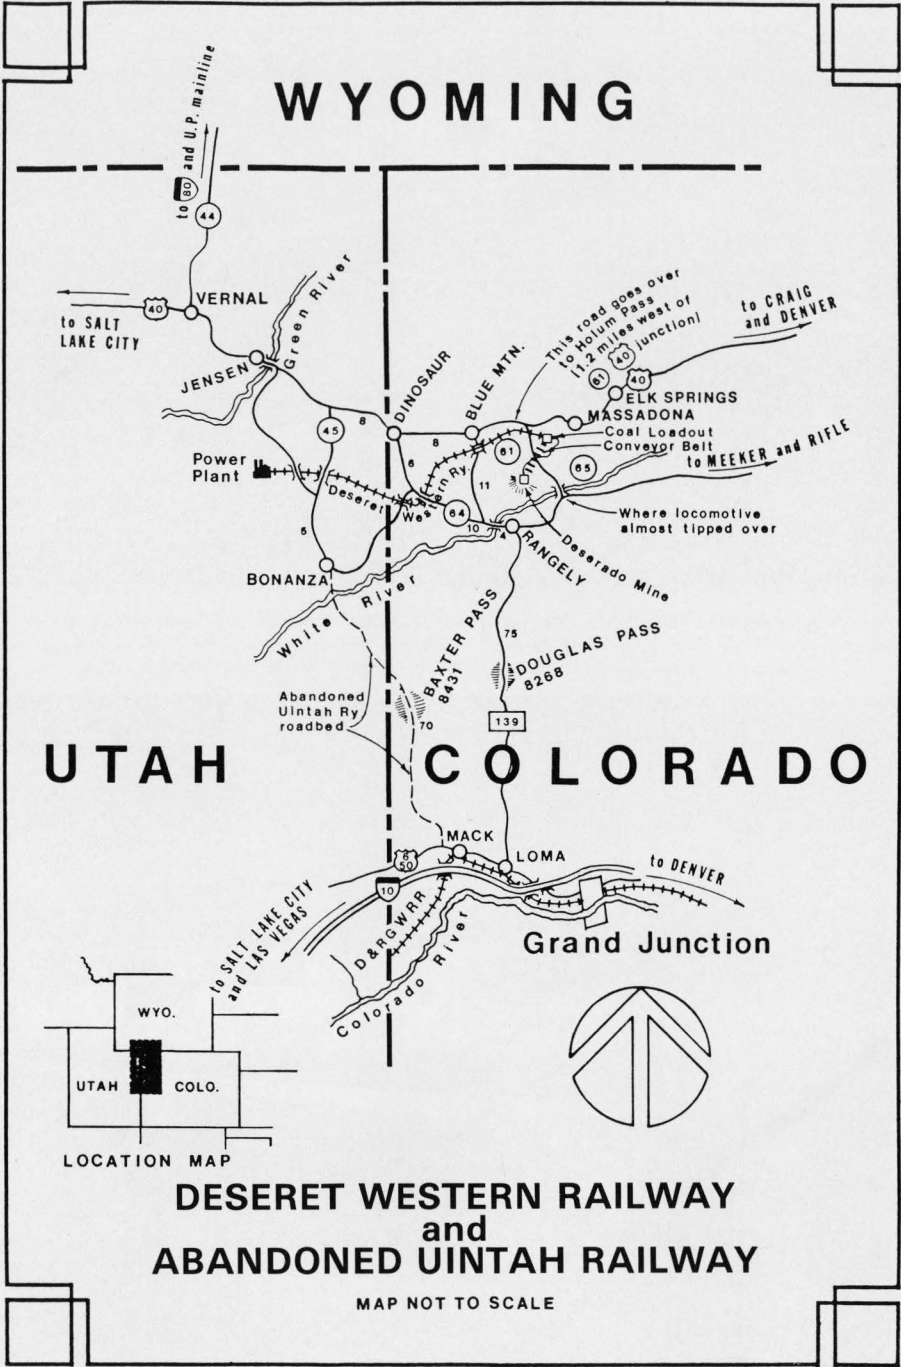 WYOMING
to 80 and U.P. mainline
44
VERNAL
40
to SALT
LAKE CITY
Green River
JENSEN
DINOSAUR
BLUE MTN.
This road goes over
to Holum Pass
(1.2 miles west of
61 40 junction)
to CRAIG
and DENVER
40
ELK SPRINGS
MASSADONA
Coal Loadout
Conveyor Belt
to MEEKER and RIFLE
8
45
8
6
61
65
11
Power
Plant
Deseret Western Ry.
64
10
4
Where locomotive
almost tipped over
5
RANGELY
Deserado Mine
BONANZA
White River
75
BAXTER PASS
8431
DOUGLAS PASS
8268
Abandoned
Uintah Ry
roadbed
70
139
UTAH
COLORADO
MACK
LOMA
6
50
10
to DENVER
to SALT LAKE CITY
and LAS VEGAS
D&RGWRR
Colorado River
Grand Junction
WYO.
UTAH
COLO.
LOCATION MAP
DESERET WESTERN RAILWAY
and
ABANDONED UINTAH RAILWAY
MAP NOT TO SCALE